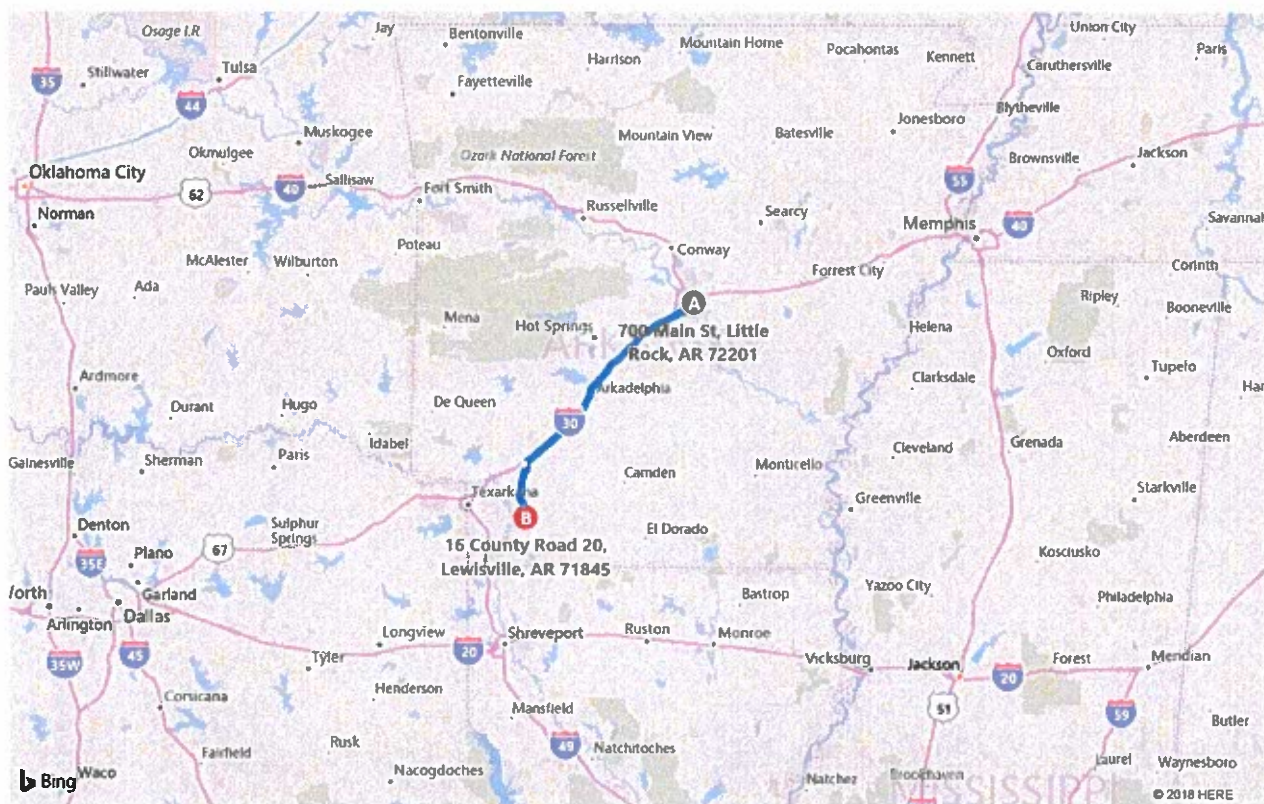 Osage I.R
Jay
Bentonville
Mountain Home
Pocahontas
Kennett
Union City
Paris
35
Stillwater
Tulsa
Harrison
Caruthersville
44
Fayetteville
Blytheville
Muskogee
Mountain View
Batesville
Jonesboro
Okmulgee
Ozark National Forest
Brownsville
Jackson
Oklahoma City
62
40
Sallisaw
Fort Smith
55
Norman
Russellville
Searcy
Memphis
40
Savannah
Poteau
Conway
McAlester
Wilburton
Forrest City
Corinth
Pauls Valley
Ada
A
Ripley
Booneville
Mena
Hot Springs
700 Main St, Little
Rock, AR 72201
Helena
Oxford
Ardmore
Arkadelphia
Clarksdale
Tupelo
Durant
Hugo
De Queen
30
Idabel
Cleveland
Grenada
Aberdeen
Gainesville
Sherman
Paris
Camden
Monticello
Texarkana
Greenville
Starkville
Denton
Sulphur
Springs
B
El Dorado
67
16 County Road 20,
Lewisville, AR 71845
Kosciusko
35E
Plano
Garland
Bastrop
Yazoo City
Philadelphia
Arlington
Dallas
Longview
20
Shreveport
Ruston
Monroe
35W
45
Tyler
Vicksburg
Jackson
20
Forest
Meridian
Henderson
Corsicana
Mansfield
51
59
Butler
Rusk
49
Natchitoches
Fairfield
Laurel
Waynesboro
Waco
Nacogdoches
Natchez
Brookhaven
MISSISSIPPI
Bing
© 2018 HERE